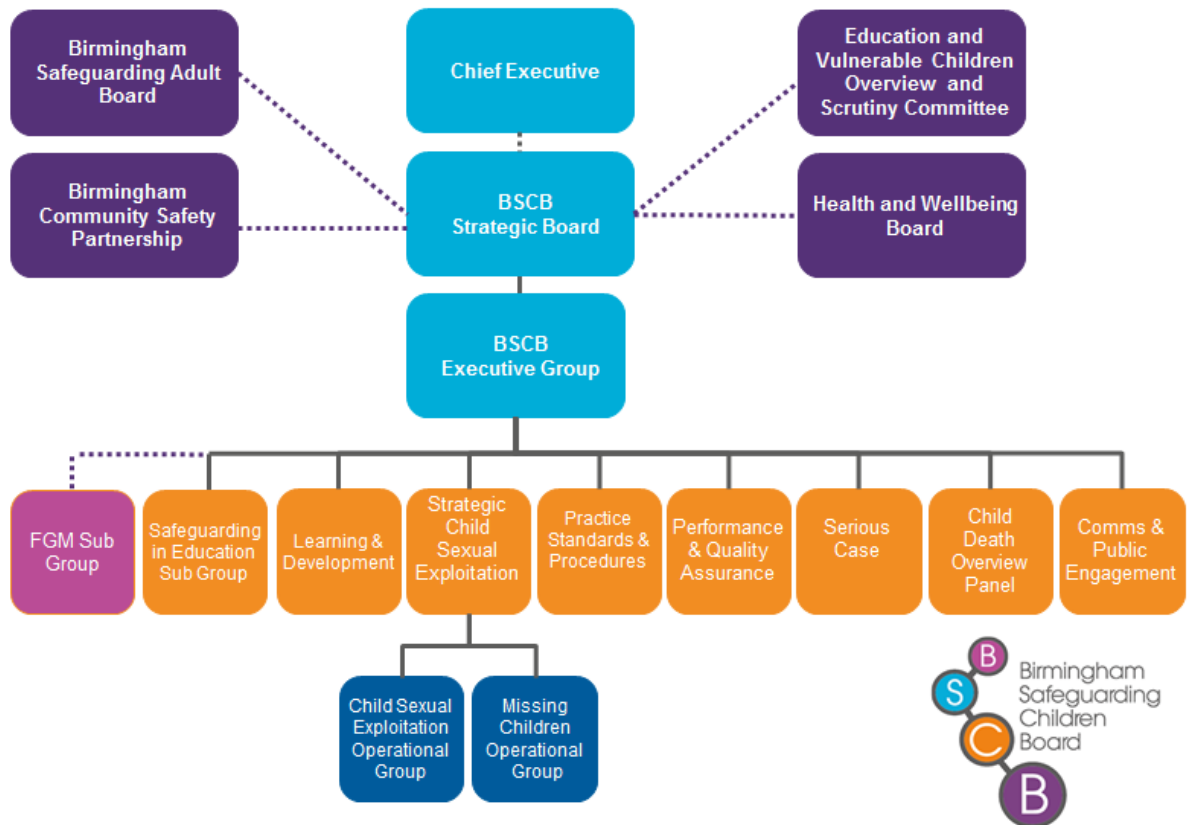 Birmingham
Safeguarding Adult
Board
Chief Executive
Education and
Vulnerable Children
Overview and
Scrutiny Committee
Birmingham
Community Safety
Partnership
BSCB
Strategic Board
Health and Wellbeing
Board
BSCB
Executive Group
FGM Sub
Group
Safeguarding
in Education
Sub Group
Learning &
Development
Strategic
Child
Sexual
Exploitation
Practice
Standards &
Procedures
Performance
& Quality
Assurance
Serious
Case
Child
Death
Overview
Panel
Comms &
Public
Engagement
Child Sexual
Exploitation
Operational
Group
Missing
Children
Operational
Group
B
S
C
B
Birmingham
Safeguarding
Children
Board